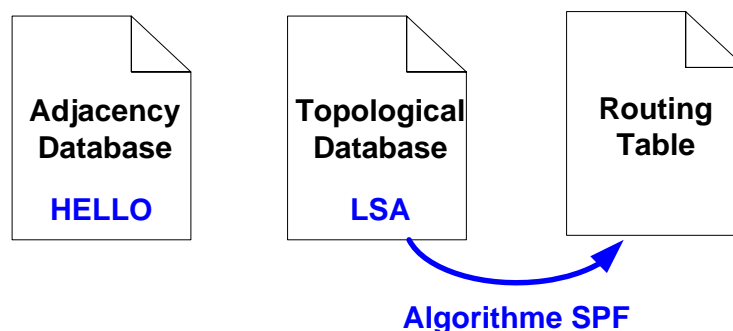 Adjacency
Database
HELLO
Topological
Database
LSA
Routing
Table
Algorithme SPF